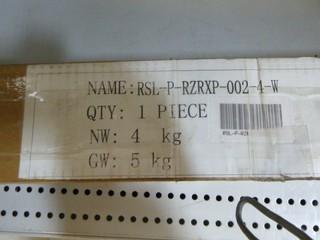 NAME:RSL-P-RZRXP-002-4-W
QTY: 1 PIECE
NW: 4 kg
GW: 5 kg